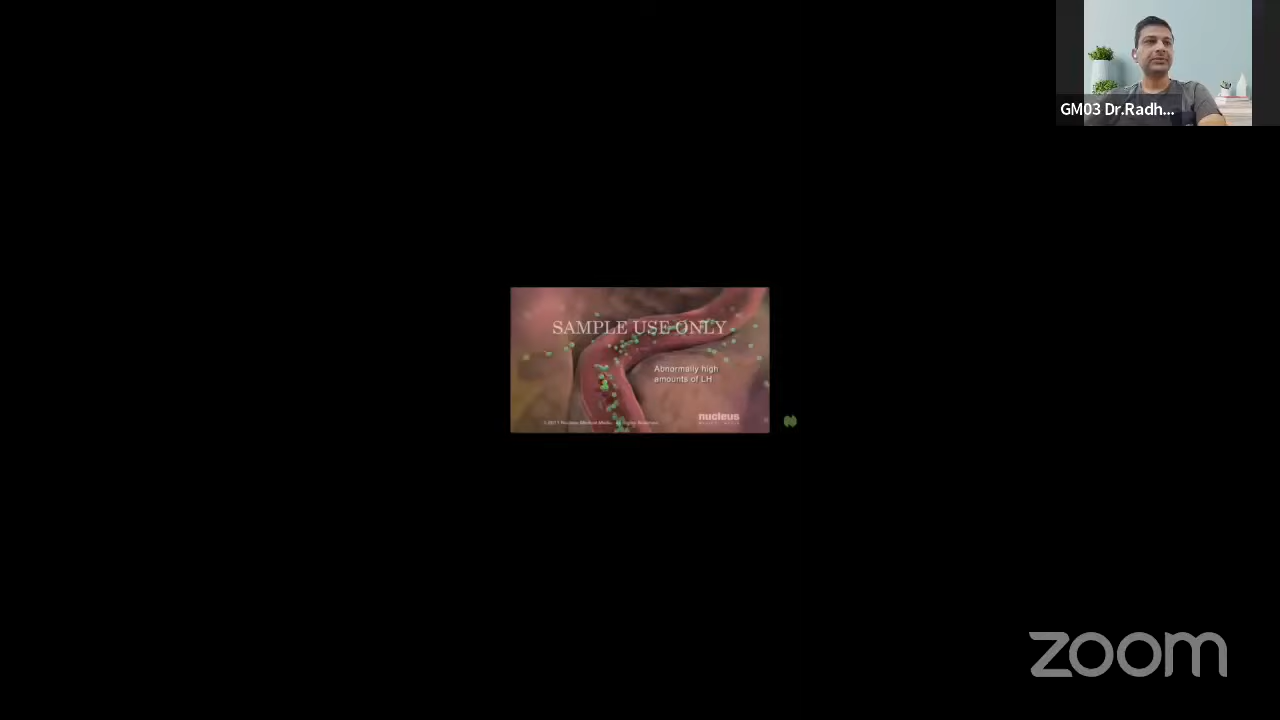 GM03 Dr.Radh...
SAMPLE USE ONLY
Abnormally high
amounts of LH
nucleus
zoom